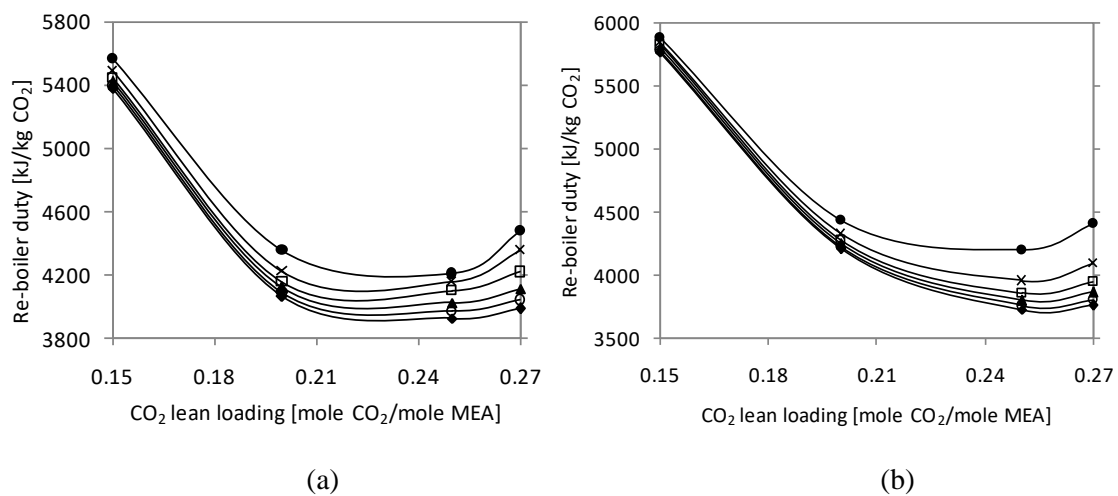 5800
5400
5000
4600
4200
3800
Re-boiler duty [kJ/kg CO₂]
0.15 0.18 0.21 0.24 0.27
CO₂ lean loading [mole CO₂/mole MEA]
(a)
6000
5500
5000
4500
4000
3500
Re-boiler duty [kJ/kg CO₂]
0.15 0.18 0.21 0.24 0.27
CO₂ lean loading [mole CO₂/mole MEA]
(b)